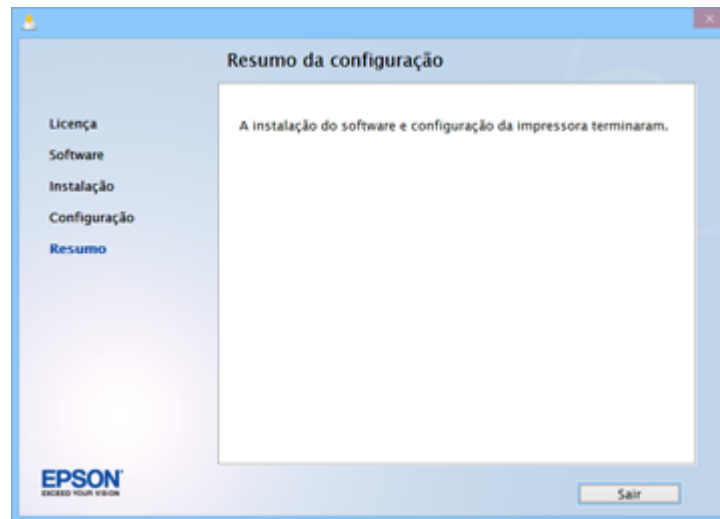 Resumo da configuração
Licença
Software
Instalação
Configuração
Resumo
A instalação do software e configuração da impressora terminaram.
EPSON
EXCEED YOUR VISION
Sair